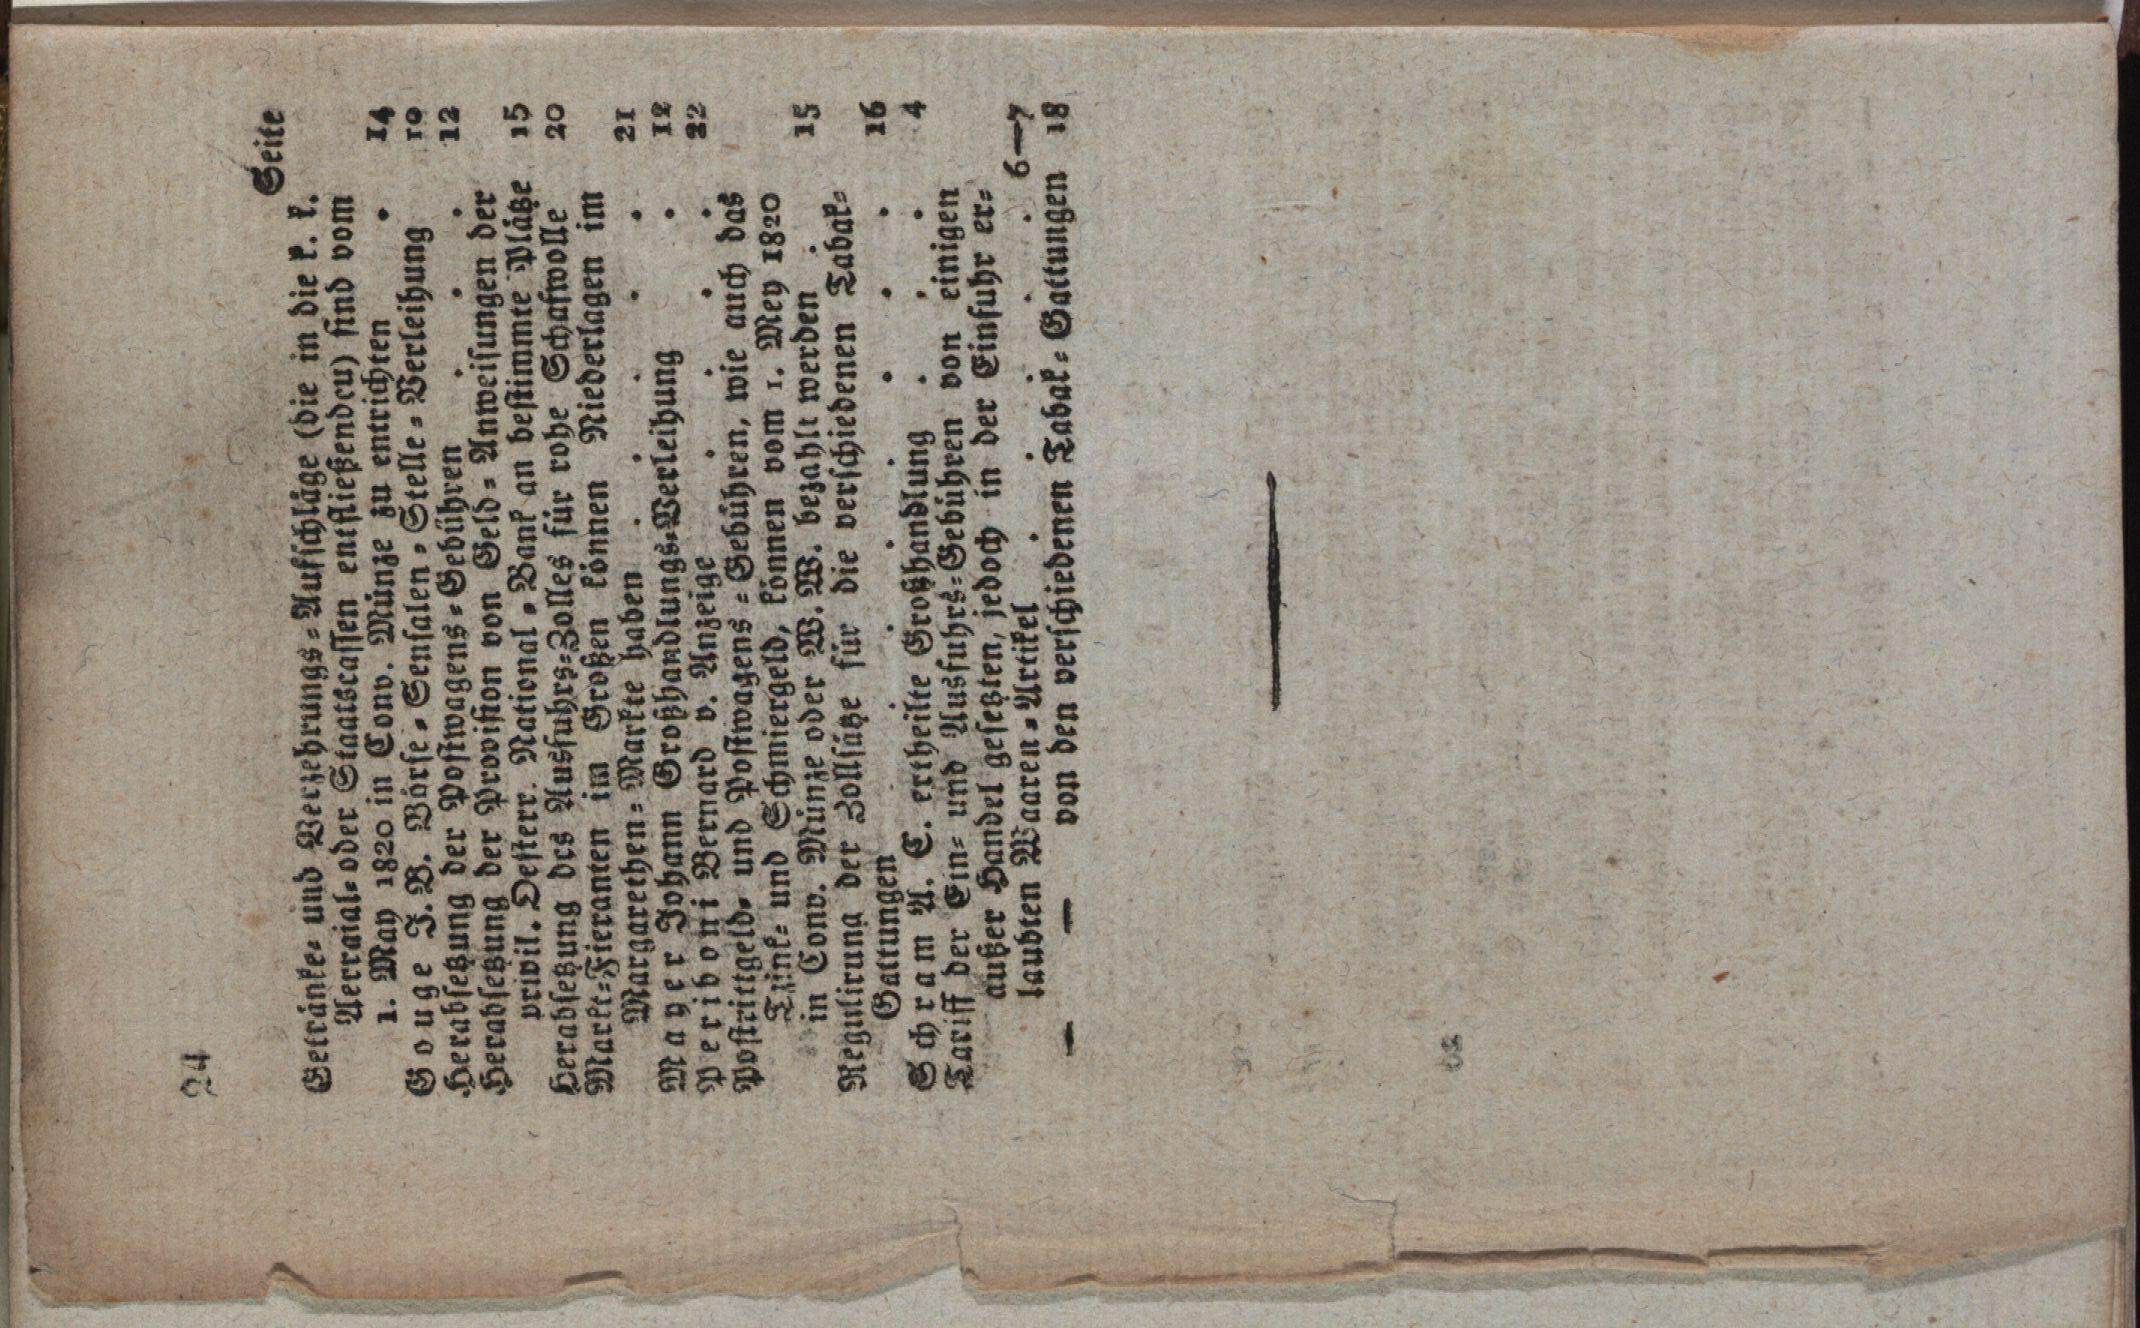 24
Seite
Getränke- und Verzehrungs-Aufschläge (die in die k. k.
Aerraial- oder Staatscassen entfließenden) sind vom
1. May 1820 in Conv. Münze zu entrichten . 14
Gouge J. B. Börse-Sensalen-Stelle-Verleihung 10
Herabsetzung der Postwagens-Gebühren . . . 12
Herabsetzung der Provision von Geld-Anweisungen der
privil. Oesterr. National-Bank an bestimmte Plätze 15
Herabsetzung des Ausfuhrs-Zolles für rohe Schafwolle 20
Markt-Fieranten im Großen können Niederlagen im
Margarethen-Markte haben . . . . . 21
Mayer Johann Großhandlungs-Verleihung . 12
Periboni Bernard v. Anzeige . . . . 22
Postrittgeld- und Postwagens-Gebühren, wie auch das
Trink- und Schmiergeld, können vom 1. Mey 1820
in Conv. Münze oder W. W. bezahlt werden . 15
Regulirung der Zollsätze für die verschiedenen Tabak-
Gattungen . . . . . . 16
Schram A. C. ertheilte Großhandlung . . . 4
Tariff der Ein- und Ausfuhrs-Gebühren von einigen
außer Handel gesetzten, jedoch in der Einfuhr er-
laubten Waaren-Artikel . . . . . 6—7
— — von den verschiedenen Tabak-Gattungen 18